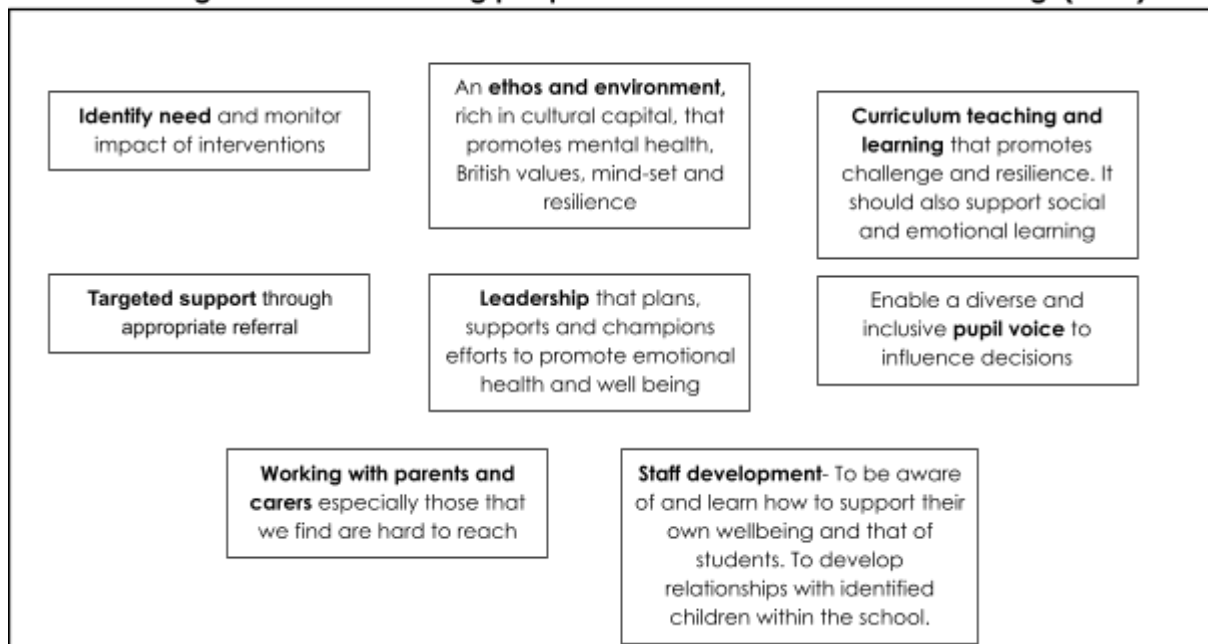 Identify need and monitor
impact of interventions
An ethos and environment,
rich in cultural capital, that
promotes mental health,
British values, mind-set and
resilience
Curriculum teaching and
learning that promotes
challenge and resilience. It
should also support social
and emotional learning
Targeted support through
appropriate referral
Leadership that plans,
supports and champions
efforts to promote emotional
health and well being
Enable a diverse and
inclusive pupil voice to
influence decisions
Working with parents and
carers especially those that
we find are hard to reach
Staff development- To be aware
of and learn how to support their
own wellbeing and that of
students. To develop
relationships with identified
children within the school.